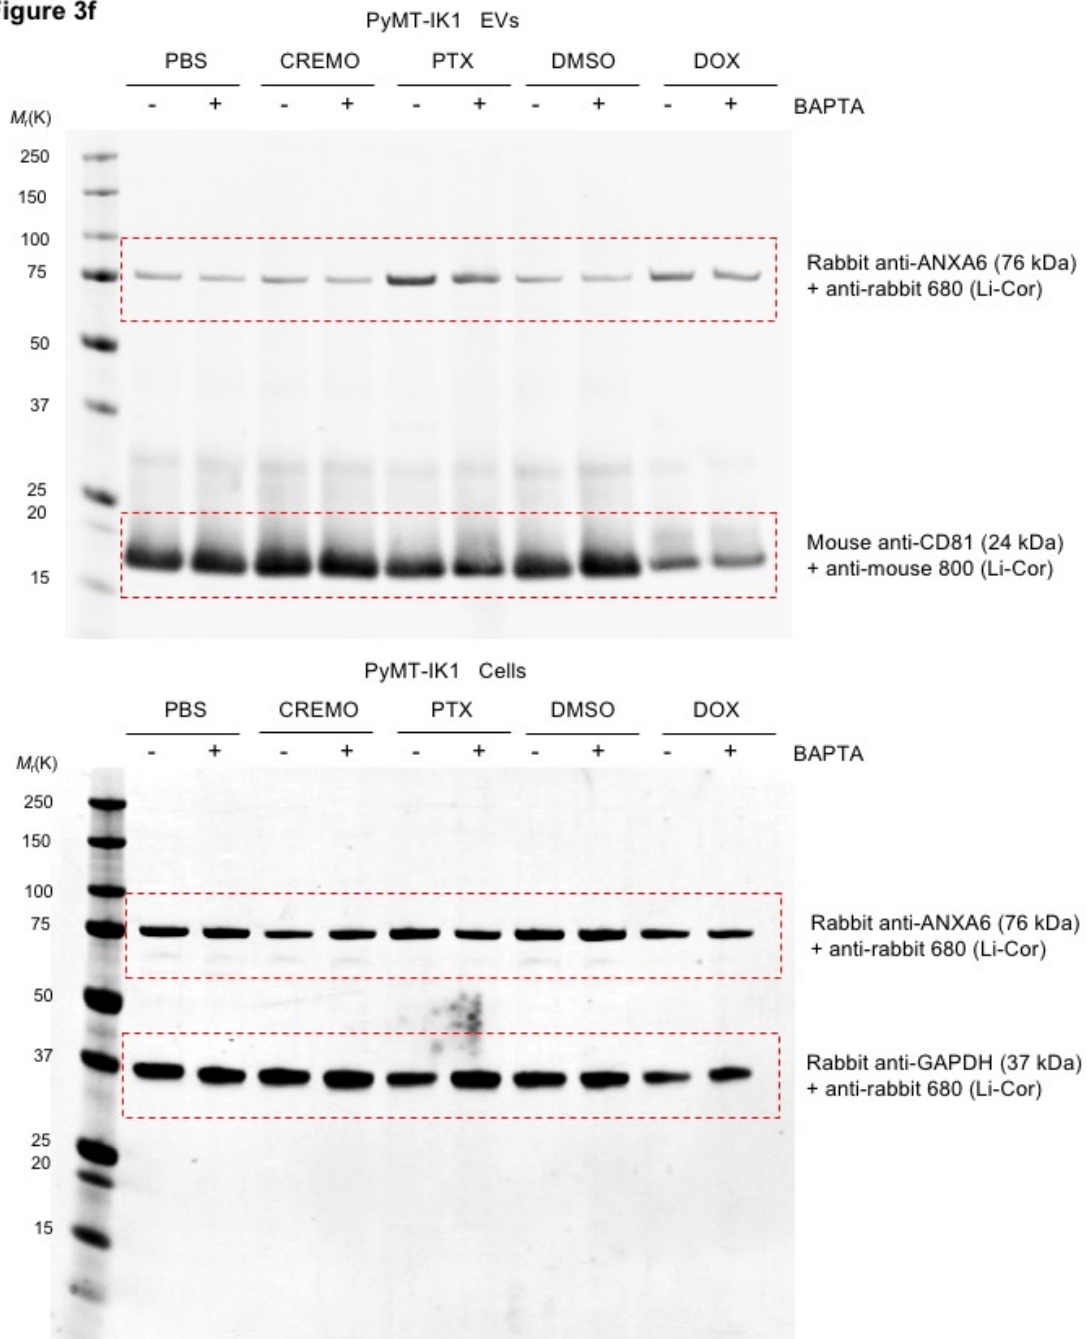 igure 3f
PyMT-IK1 EVs
PBS CREMO PTX DMSO DOX
- + - + - + - + - + BAPTA
Mr(K)
250
150
100
75
50
37
25
20
15
Rabbit anti-ANXA6 (76 kDa)
+ anti-rabbit 680 (Li-Cor)
Mouse anti-CD81 (24 kDa)
+ anti-mouse 800 (Li-Cor)
PyMT-IK1 Cells
PBS CREMO PTX DMSO DOX
- + - + - + - + - + BAPTA
Mr(K)
250
150
100
75
50
37
25
20
15
Rabbit anti-ANXA6 (76 kDa)
+ anti-rabbit 680 (Li-Cor)
Rabbit anti-GAPDH (37 kDa)
+ anti-rabbit 680 (Li-Cor)